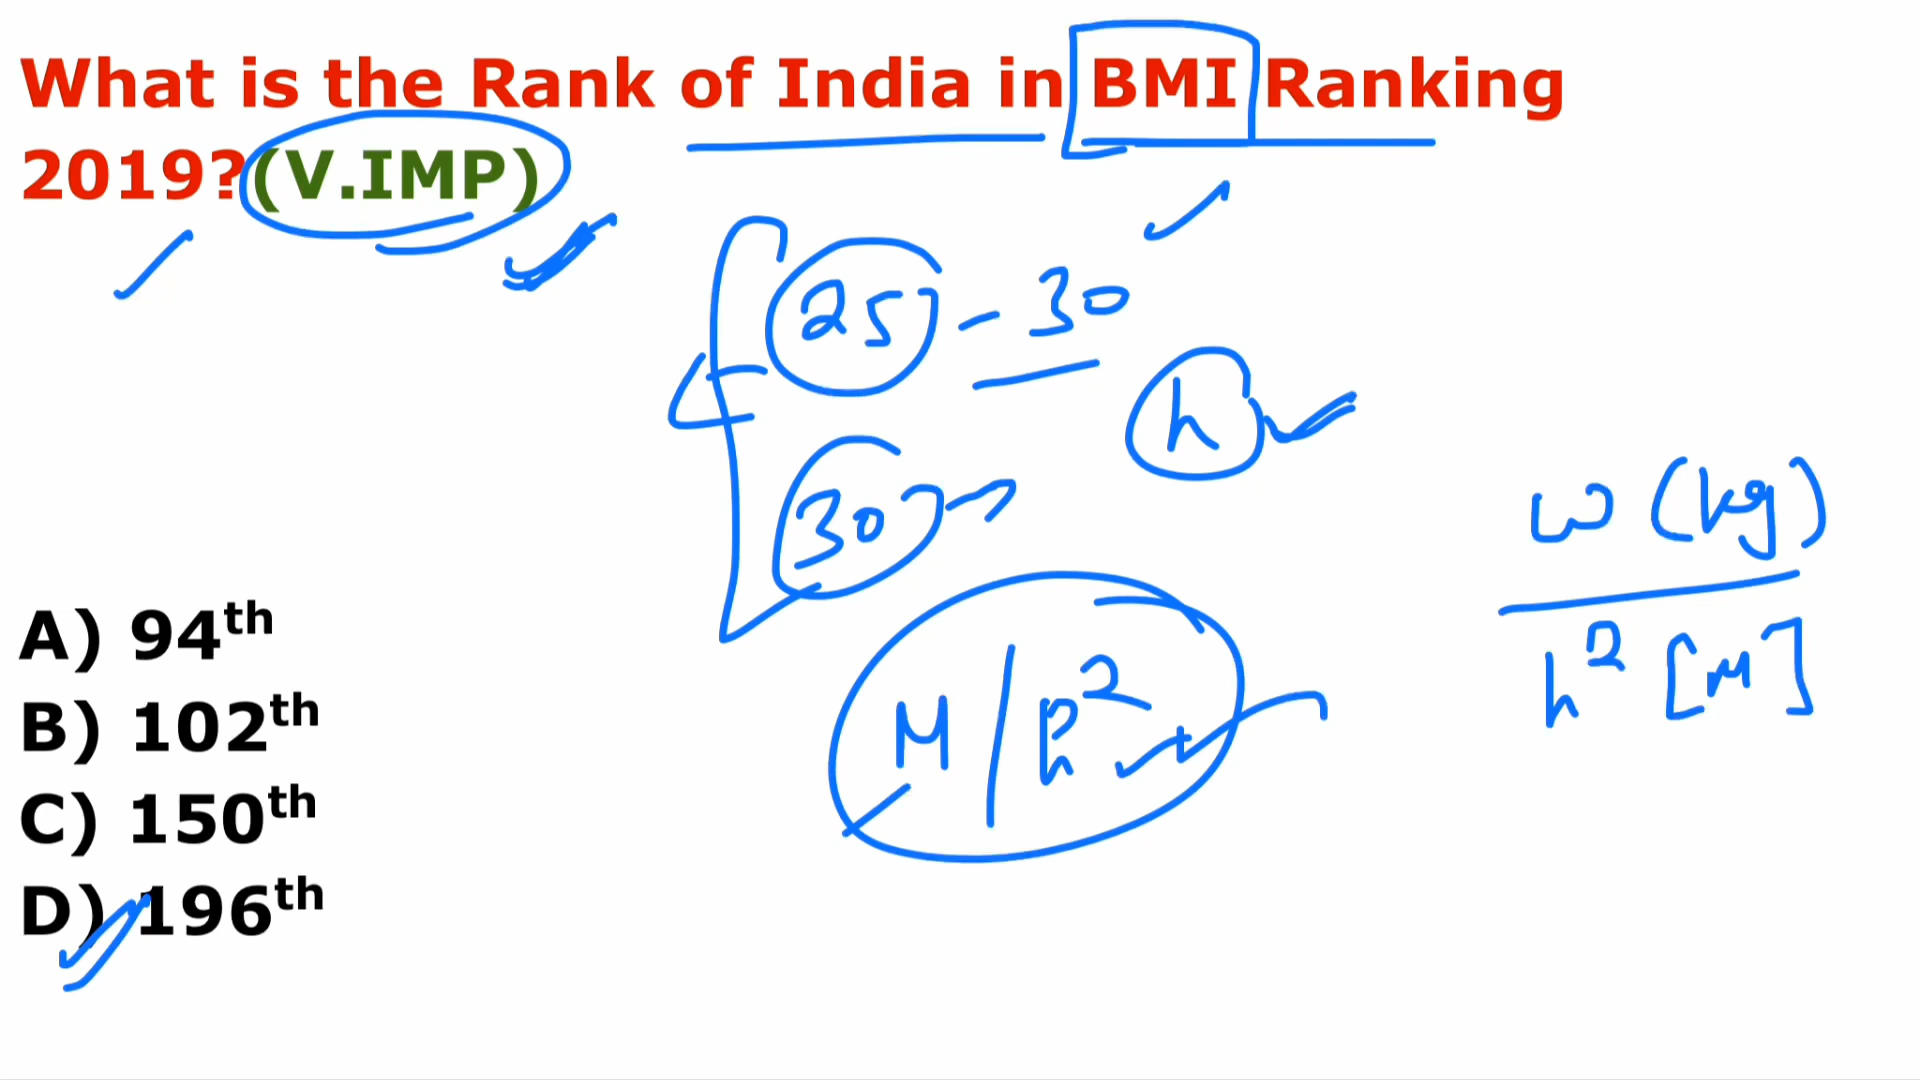 What is the Rank of India in BMI Ranking
2019?(V.IMP)
25 - 30
h
30
w (kg)
h² [M]
M/h²
A) 94th
B) 102th
C) 150th
D) 196th